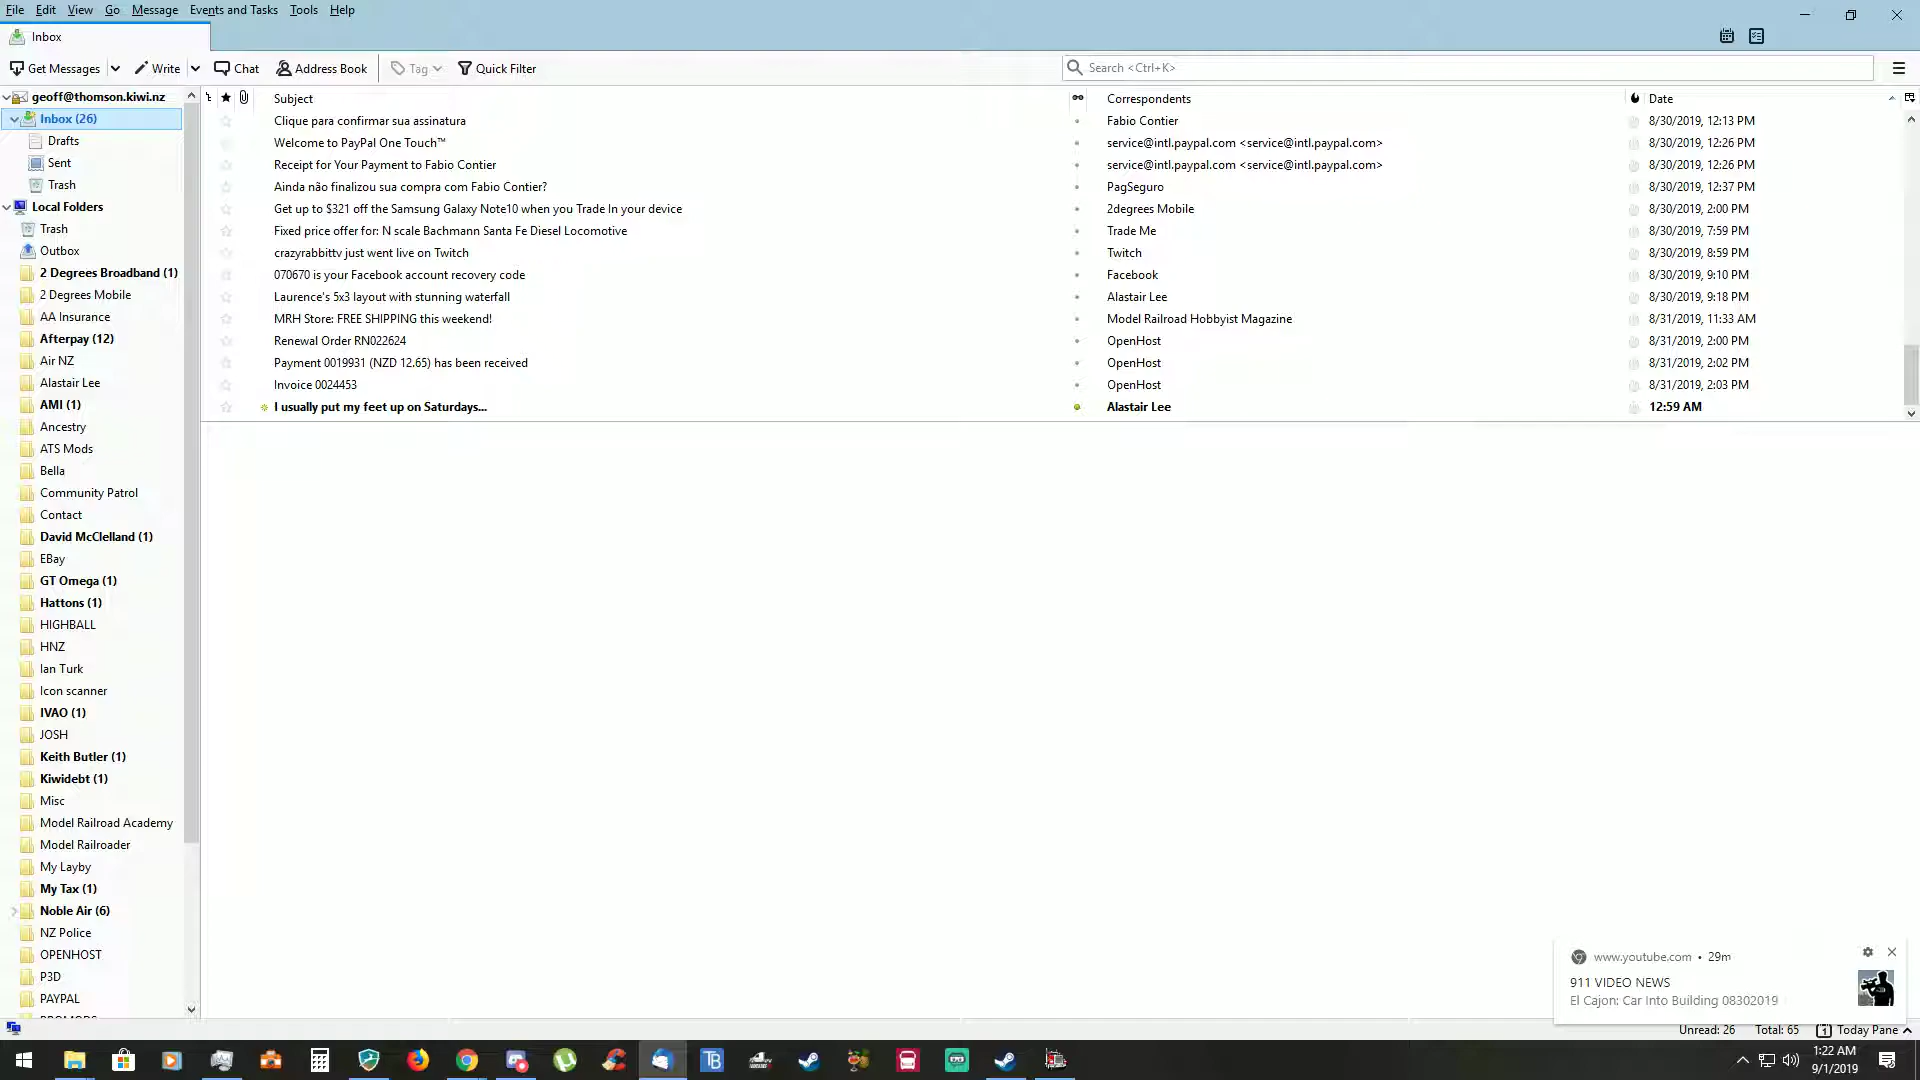 File Edit View Go Message Events and Tasks Tools Help
Inbox
Get Messages Write Chat Address Book Tag Quick Filter Search <Ctrl+K>
geoff@thomson.kiwi.nz
Inbox (26)
Drafts
Sent
Trash
Local Folders
Trash
Outbox
2 Degrees Broadband (1)
2 Degrees Mobile
AA Insurance
Afterpay (12)
Air NZ
Alastair Lee
AMI (1)
Ancestry
ATS Mods
Bella
Community Patrol
Contact
David McClelland (1)
EBay
GT Omega (1)
Hattons (1)
HIGHBALL
HNZ
Ian Turk
Icon scanner
IVAO (1)
JOSH
Keith Butler (1)
Kiwidebt (1)
Misc
Model Railroad Academy
Model Railroader
My Layby
My Tax (1)
Noble Air (6)
NZ Police
OPENHOST
P3D
PAYPAL
PROMODS
Subject Correspondents Date
Clique para confirmar sua assinatura Fabio Contier 8/30/2019, 12:13 PM
Welcome to PayPal One Touch™ service@intl.paypal.com <service@intl.paypal.com> 8/30/2019, 12:26 PM
Receipt for Your Payment to Fabio Contier service@intl.paypal.com <service@intl.paypal.com> 8/30/2019, 12:26 PM
Ainda não finalizou sua compra com Fabio Contier? PagSeguro 8/30/2019, 12:37 PM
Get up to $321 off the Samsung Galaxy Note10 when you Trade In your device 2degrees Mobile 8/30/2019, 2:00 PM
Fixed price offer for: N scale Bachmann Santa Fe Diesel Locomotive Trade Me 8/30/2019, 7:59 PM
crazyrabbittv just went live on Twitch Twitch 8/30/2019, 8:59 PM
070670 is your Facebook account recovery code Facebook 8/30/2019, 9:10 PM
Laurence's 5x3 layout with stunning waterfall Alastair Lee 8/30/2019, 9:18 PM
MRH Store: FREE SHIPPING this weekend! Model Railroad Hobbyist Magazine 8/31/2019, 11:33 AM
Renewal Order RN022624 OpenHost 8/31/2019, 2:00 PM
Payment 0019931 (NZD 12.65) has been received OpenHost 8/31/2019, 2:02 PM
Invoice 0024453 OpenHost 8/31/2019, 2:03 PM
I usually put my feet up on Saturdays... Alastair Lee 12:59 AM
www.youtube.com • 29m
911 VIDEO NEWS
El Cajon: Car Into Building 08302019
Unread: 26 Total: 65 1 Today Pane
TB
1:22 AM
9/1/2019